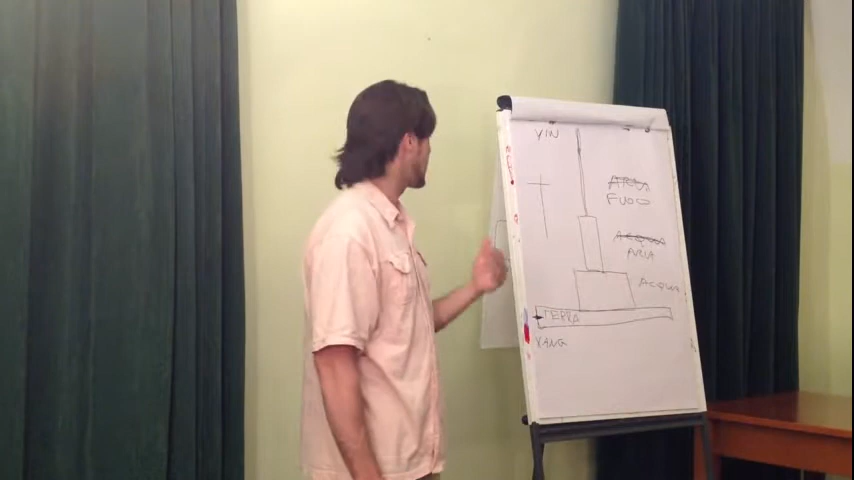 YIN
FUOCO
ARIA
ACQUA
TERRA
YANG